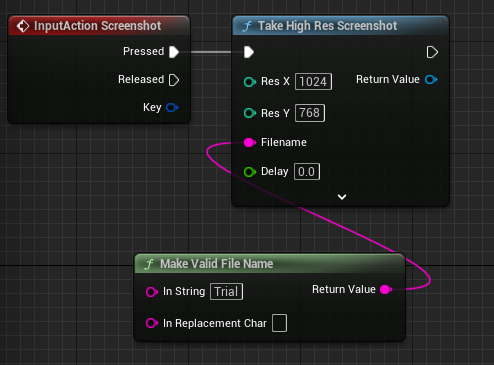 InputAction Screenshot
Pressed
Released
Key
f Take High Res Screenshot
Res X 1024
Return Value
Res Y 768
Filename
Delay 0.0
f Make Valid File Name
In String Trial
Return Value
In Replacement Char